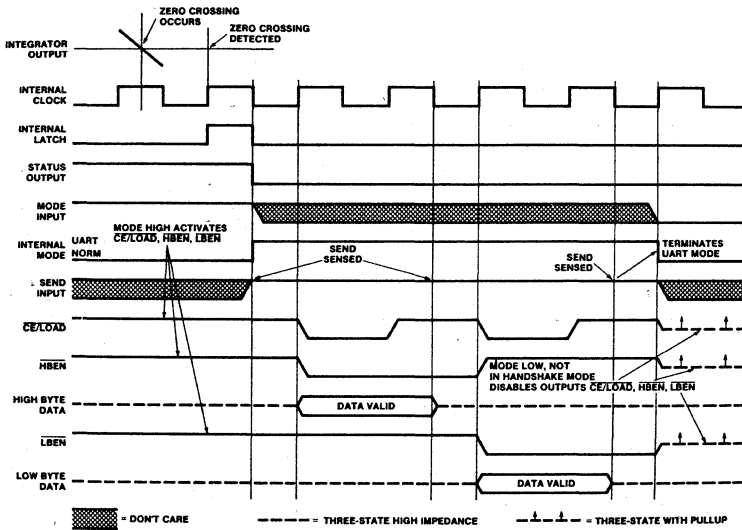 ZERO CROSSING
OCCURS
ZERO CROSSING
DETECTED
INTEGRATOR
OUTPUT
INTERNAL
CLOCK
INTERNAL
LATCH
STATUS
OUTPUT
MODE
INPUT
MODE HIGH ACTIVATES
CE/LOAD, HBEN, LBEN
INTERNAL
MODE
UART
NORM
SEND
SENSED
SEND
SENSED
TERMINATES
UART MODE
SEND
INPUT
CE/LOAD
HBEN
MODE LOW, NOT
IN HANDSHAKE MODE
DISABLES OUTPUTS CE/LOAD, HBEN, LBEN
HIGH BYTE
DATA
DATA VALID
LBEN
LOW BYTE
DATA
DATA VALID
= DON'T CARE
= THREE-STATE HIGH IMPEDANCE
= THREE-STATE WITH PULLUP